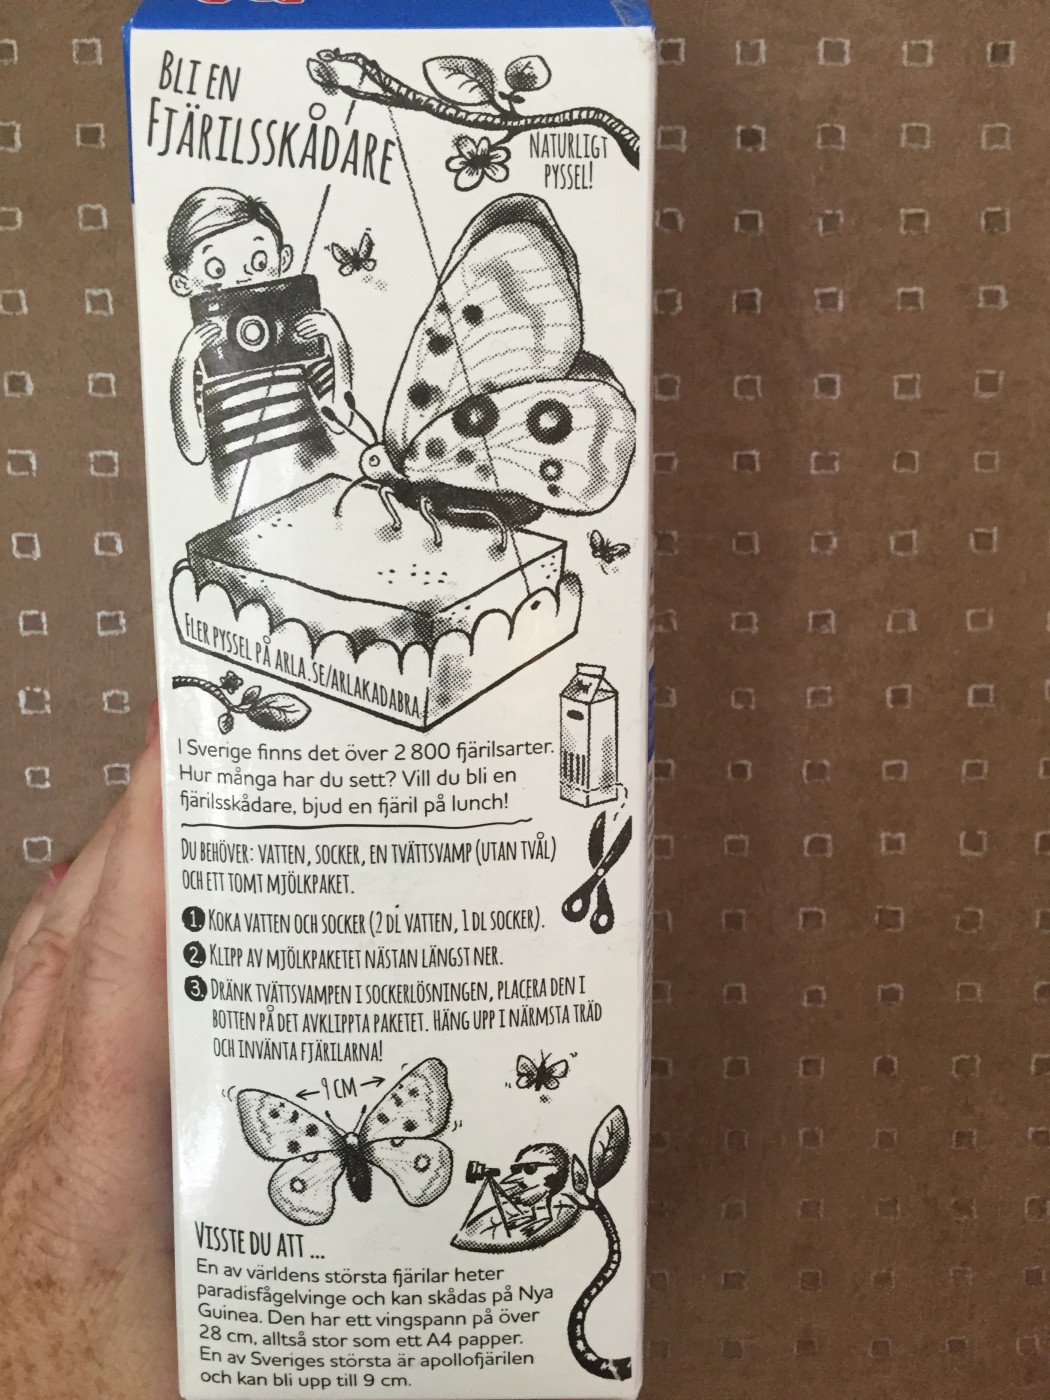 BLI EN
FJÄRILSSKÅDARE
NATURLIGT
PYSSEL!
FLER PYSSEL PÅ ARLA.SE/ARLAKADABRA
I Sverige finns det över 2 800 fjärilsarter.
Hur många har du sett? Vill du bli en
fjärilsskådare, bjud en fjäril på lunch!
DU BEHÖVER: VATTEN, SOCKER, EN TVÄTTSVAMP (UTAN TVÅL)
OCH ETT TOMT MJÖLKPAKET.
1. KOKA VATTEN OCH SOCKER (2 DL VATTEN, 1 DL SOCKER).
2. KLIPP AV MJÖLKPAKETET NÄSTAN LÄNGST NER.
3. DRÄNK TVÄTTSVAMPEN I SOCKERLÖSNINGEN, PLACERA DEN I
BOTTEN PÅ DET AVKLIPPTA PAKETET. HÄNG UPP I NÄRMSTA TRÄD
OCH INVÄNTA FJÄRILARNA!
9 CM
VISSTE DU ATT ...
En av världens största fjärilar heter
paradisfågelvinge och kan skådas på Nya
Guinea. Den har ett vingspann på över
28 cm, alltså stor som ett A4 papper.
En av Sveriges största är apollofjärilen
och kan bli upp till 9 cm.